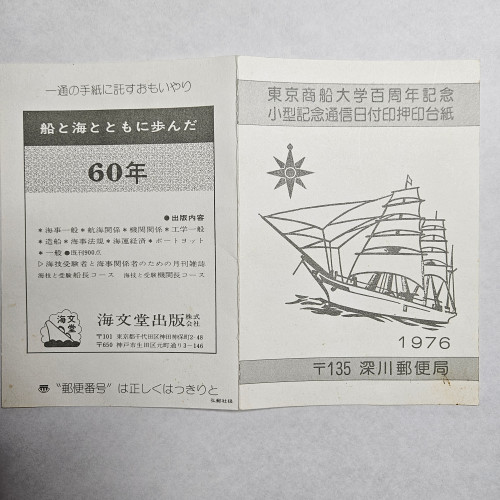 一通の手紙に託すおもいやり
船と海とともに歩んだ
60年
●出版内容
＊海事一般＊航海関係＊機関関係＊工学一般
＊造船＊海事法規＊海運経済＊ボートヨット
＊一般 ●既刊900点
▷海技受験者と海事関係者のための月刊雑誌
海技と受験船長コース 海技と受験機関長コース
海文堂
海文堂出版株式会社
〒101 東京都千代田区神田神保町2-48
〒650 神戸市生田区元町通り3-146
“郵便番号”は正しくはっきりと
弘報社
東京商船大学百周年記念
小型記念通信日付印押印台紙
1976
〒135 深川郵便局